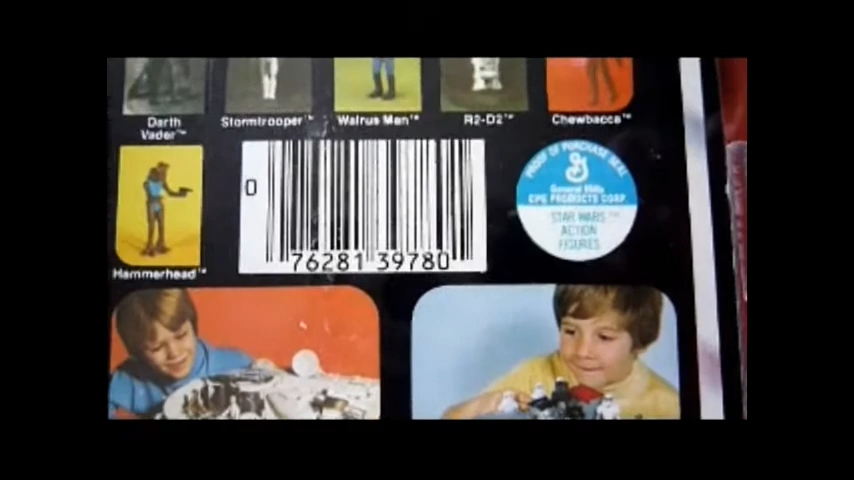 Darth
Vader™
Stormtrooper™
Walrus Man™
R2-D2™
Chewbacca™
Hammerhead™
0
76281 39780
PROOF OF PURCHASE SEAL
G
General Mills
CPG PRODUCTS CORP.
STAR WARS™
ACTION
FIGURES